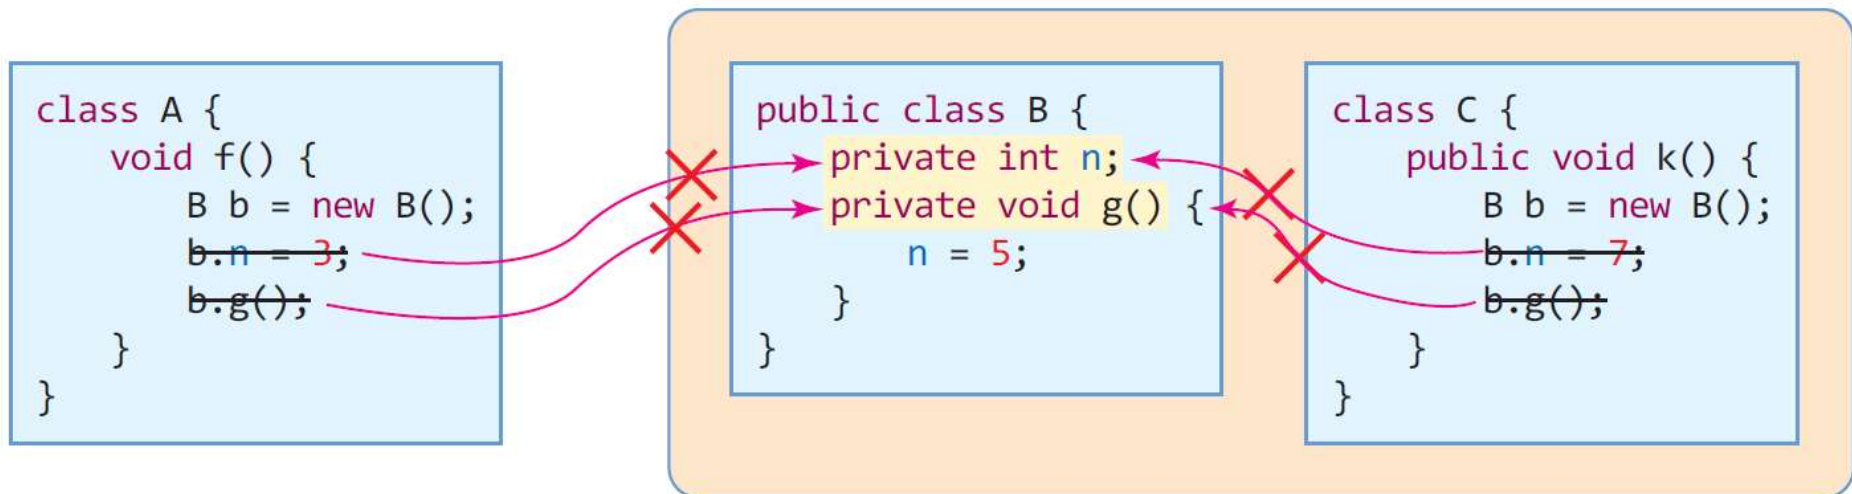 class A {
void f() {
B b = new B();
b.n = 3;
b.g();
}
}
public class B {
private int n;
private void g() {
n = 5;
}
}
class C {
public void k() {
B b = new B();
b.n = 7;
b.g();
}
}